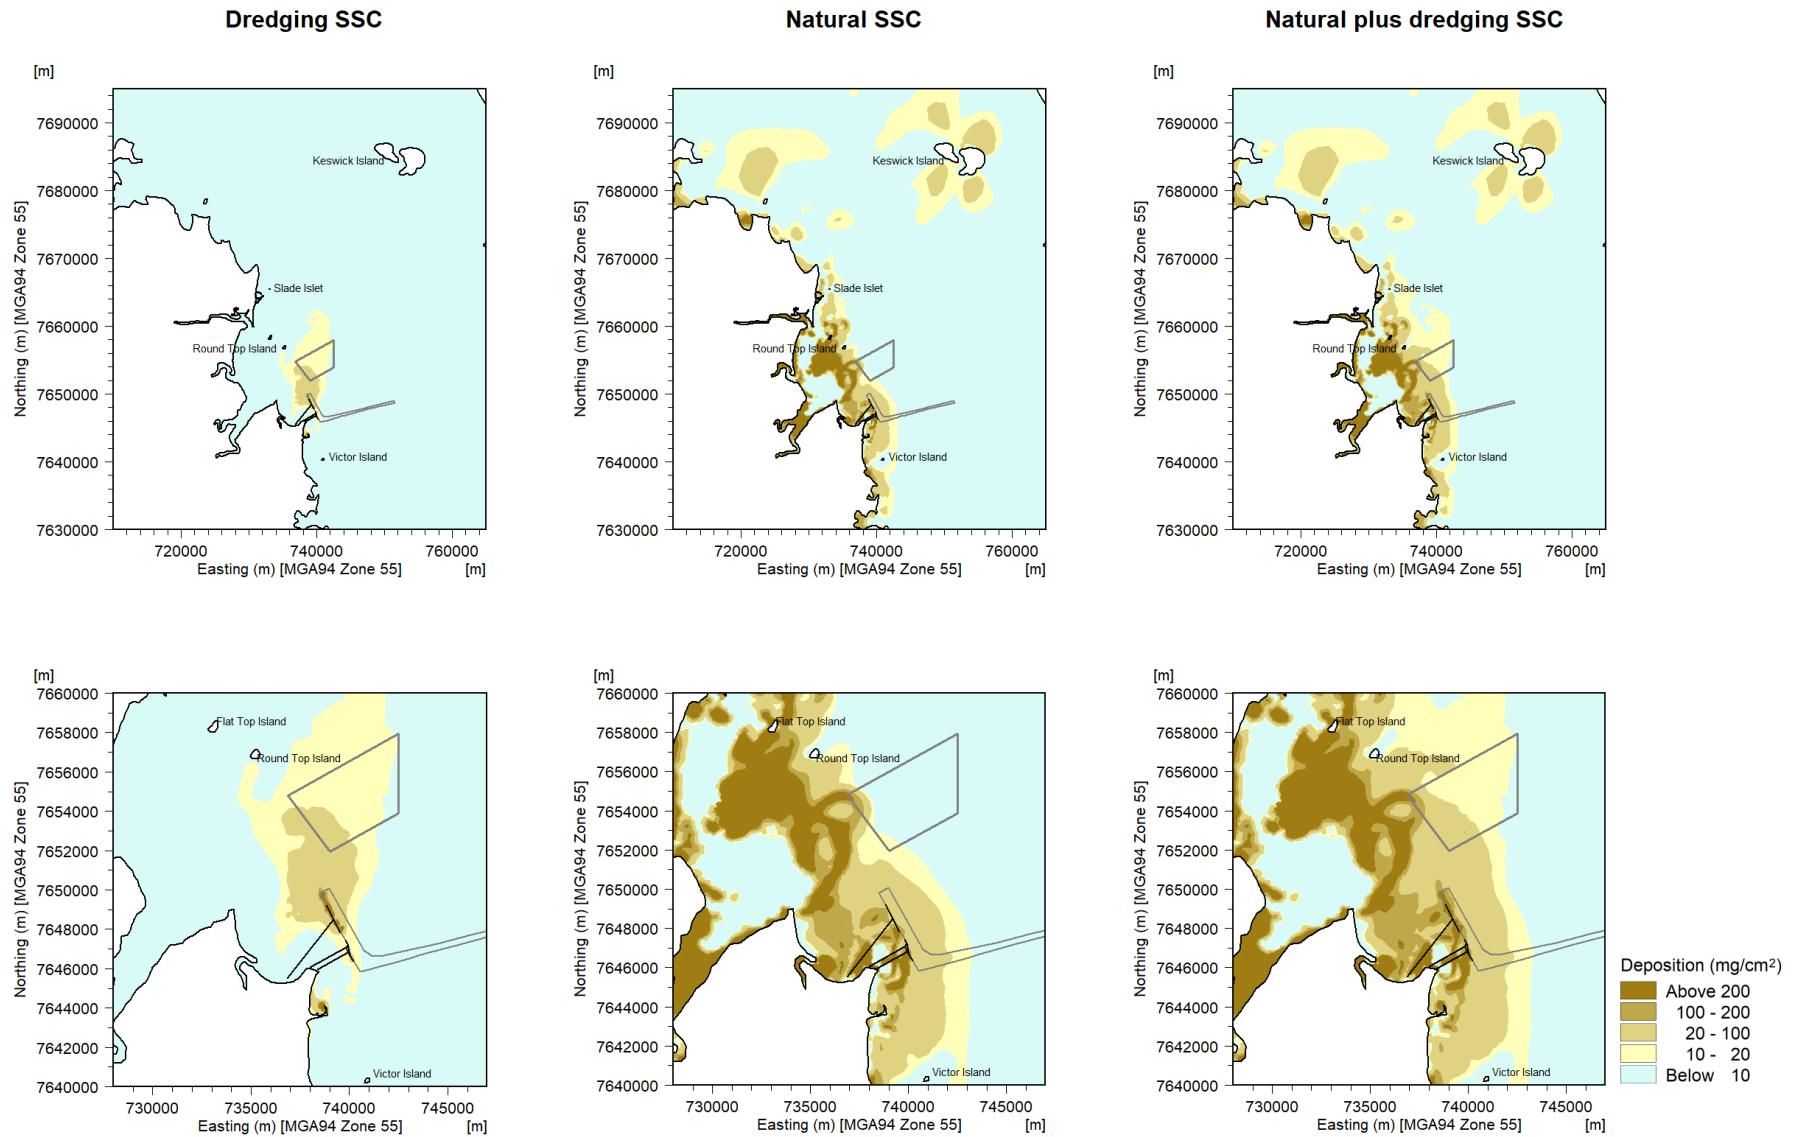 Dredging SSC
Natural SSC
Natural plus dredging SSC
[m]
7690000
7680000
7670000
7660000
7650000
7640000
7630000
Northing (m) [MGA94 Zone 55]
Keswick Island
Slade Islet
Round Top Island
Victor Island
720000 740000 760000
Easting (m) [MGA94 Zone 55] [m]
[m]
7690000
7680000
7670000
7660000
7650000
7640000
7630000
Northing (m) [MGA94 Zone 55]
Keswick Island
Slade Islet
Round Top Island
Victor Island
720000 740000 760000
Easting (m) [MGA94 Zone 55] [m]
[m]
7690000
7680000
7670000
7660000
7650000
7640000
7630000
Northing (m) [MGA94 Zone 55]
Keswick Island
Slade Islet
Round Top Island
Victor Island
720000 740000 760000
Easting (m) [MGA94 Zone 55] [m]
[m]
7660000
7658000
7656000
7654000
7652000
7650000
7648000
7646000
7644000
7642000
7640000
Northing (m) [MGA94 Zone 55]
Flat Top Island
Round Top Island
Victor Island
730000 735000 740000 745000
Easting (m) [MGA94 Zone 55] [m]
[m]
7660000
7658000
7656000
7654000
7652000
7650000
7648000
7646000
7644000
7642000
7640000
Northing (m) [MGA94 Zone 55]
Flat Top Island
Round Top Island
Victor Island
730000 735000 740000 745000
Easting (m) [MGA94 Zone 55] [m]
[m]
7660000
7658000
7656000
7654000
7652000
7650000
7648000
7646000
7644000
7642000
7640000
Northing (m) [MGA94 Zone 55]
Flat Top Island
Round Top Island
Victor Island
730000 735000 740000 745000
Easting (m) [MGA94 Zone 55] [m]
Deposition (mg/cm2)
Above 200
100 - 200
20 - 100
10 - 20
Below 10